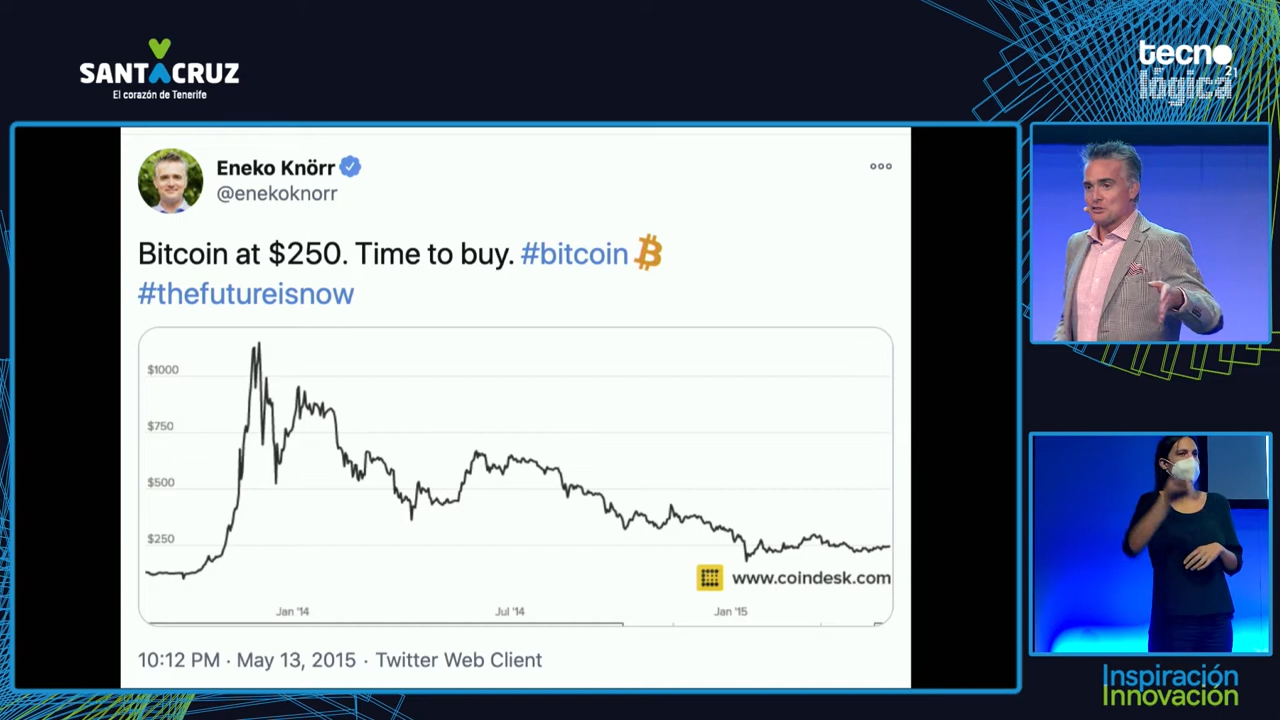 SANTACRUZ
El corazón de Tenerife
tecno
lógica
21
Eneko Knörr
@enekoknorr
Bitcoin at $250. Time to buy. #bitcoin
#thefutureisnow
$1000
$750
$500
$250
www.coindesk.com
Jan '14
Jul '14
Jan '15
10:12 PM · May 13, 2015 · Twitter Web Client
Inspiración
Innovación